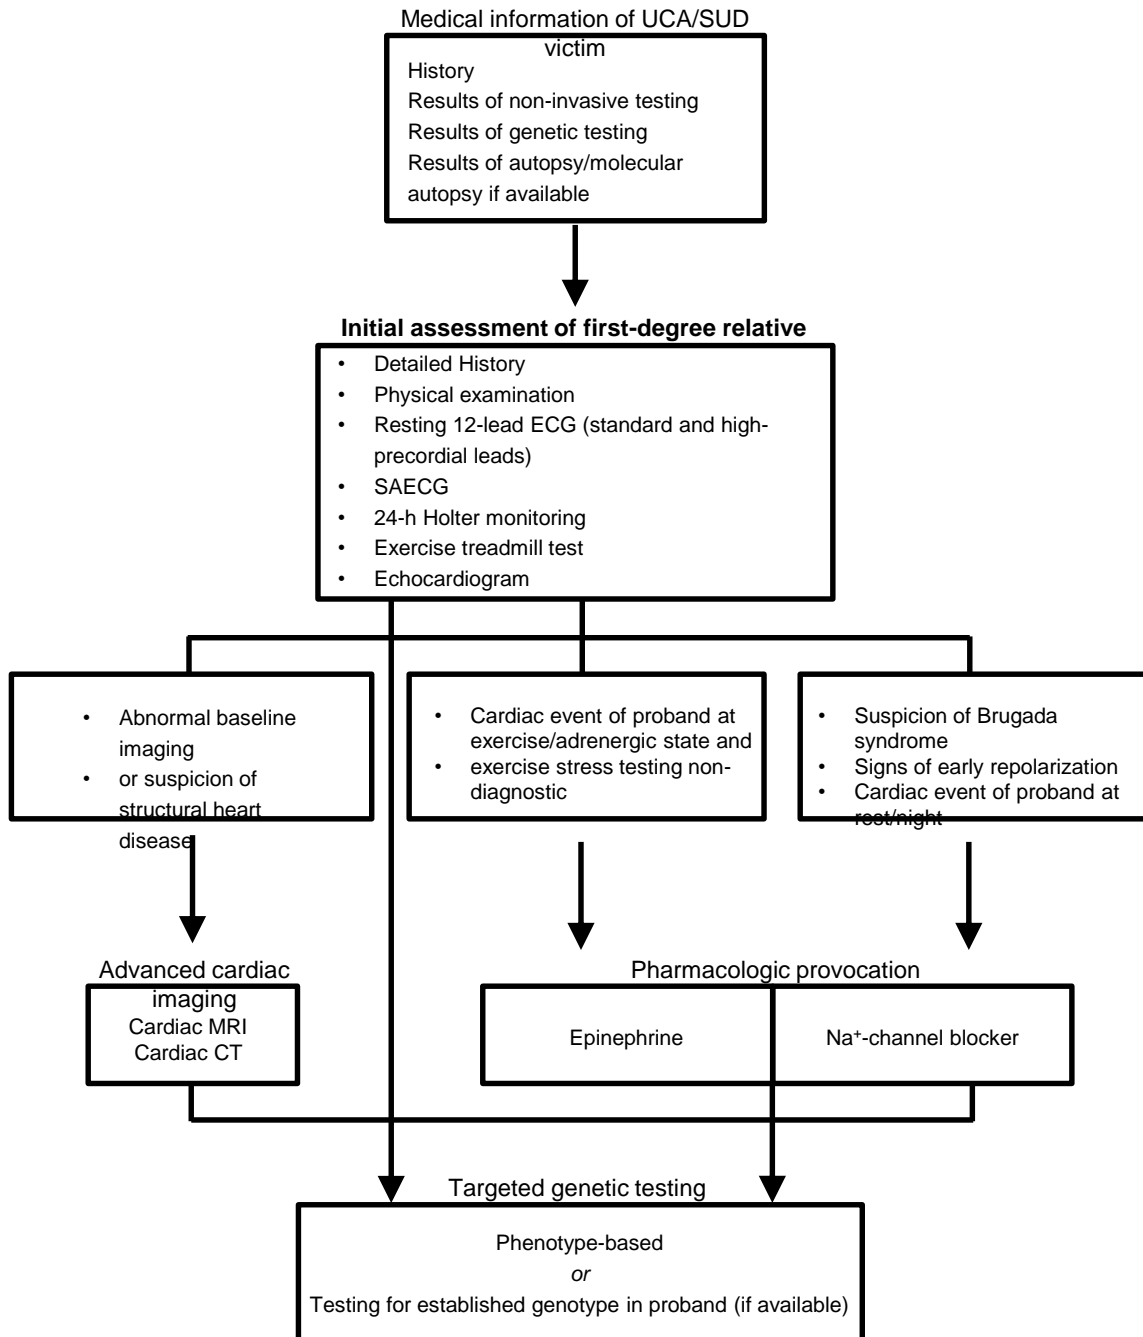 Medical information of UCA/SUD
victim
History
Results of non-invasive testing
Results of genetic testing
Results of autopsy/molecular
autopsy if available
Initial assessment of first-degree relative
• Detailed History
• Physical examination
• Resting 12-lead ECG (standard and high-
precordial leads)
• SAECG
• 24-h Holter monitoring
• Exercise treadmill test
• Echocardiogram
• Abnormal baseline
imaging
• or suspicion of
structural heart
disease
• Cardiac event of proband at
exercise/adrenergic state and
• exercise stress testing non-
diagnostic
• Suspicion of Brugada
syndrome
• Signs of early repolarization
• Cardiac event of proband at
rest/night
Advanced cardiac
imaging
Cardiac MRI
Cardiac CT
Pharmacologic provocation
Epinephrine
Na⁺-channel blocker
Targeted genetic testing
Phenotype-based
or
Testing for established genotype in proband (if available)